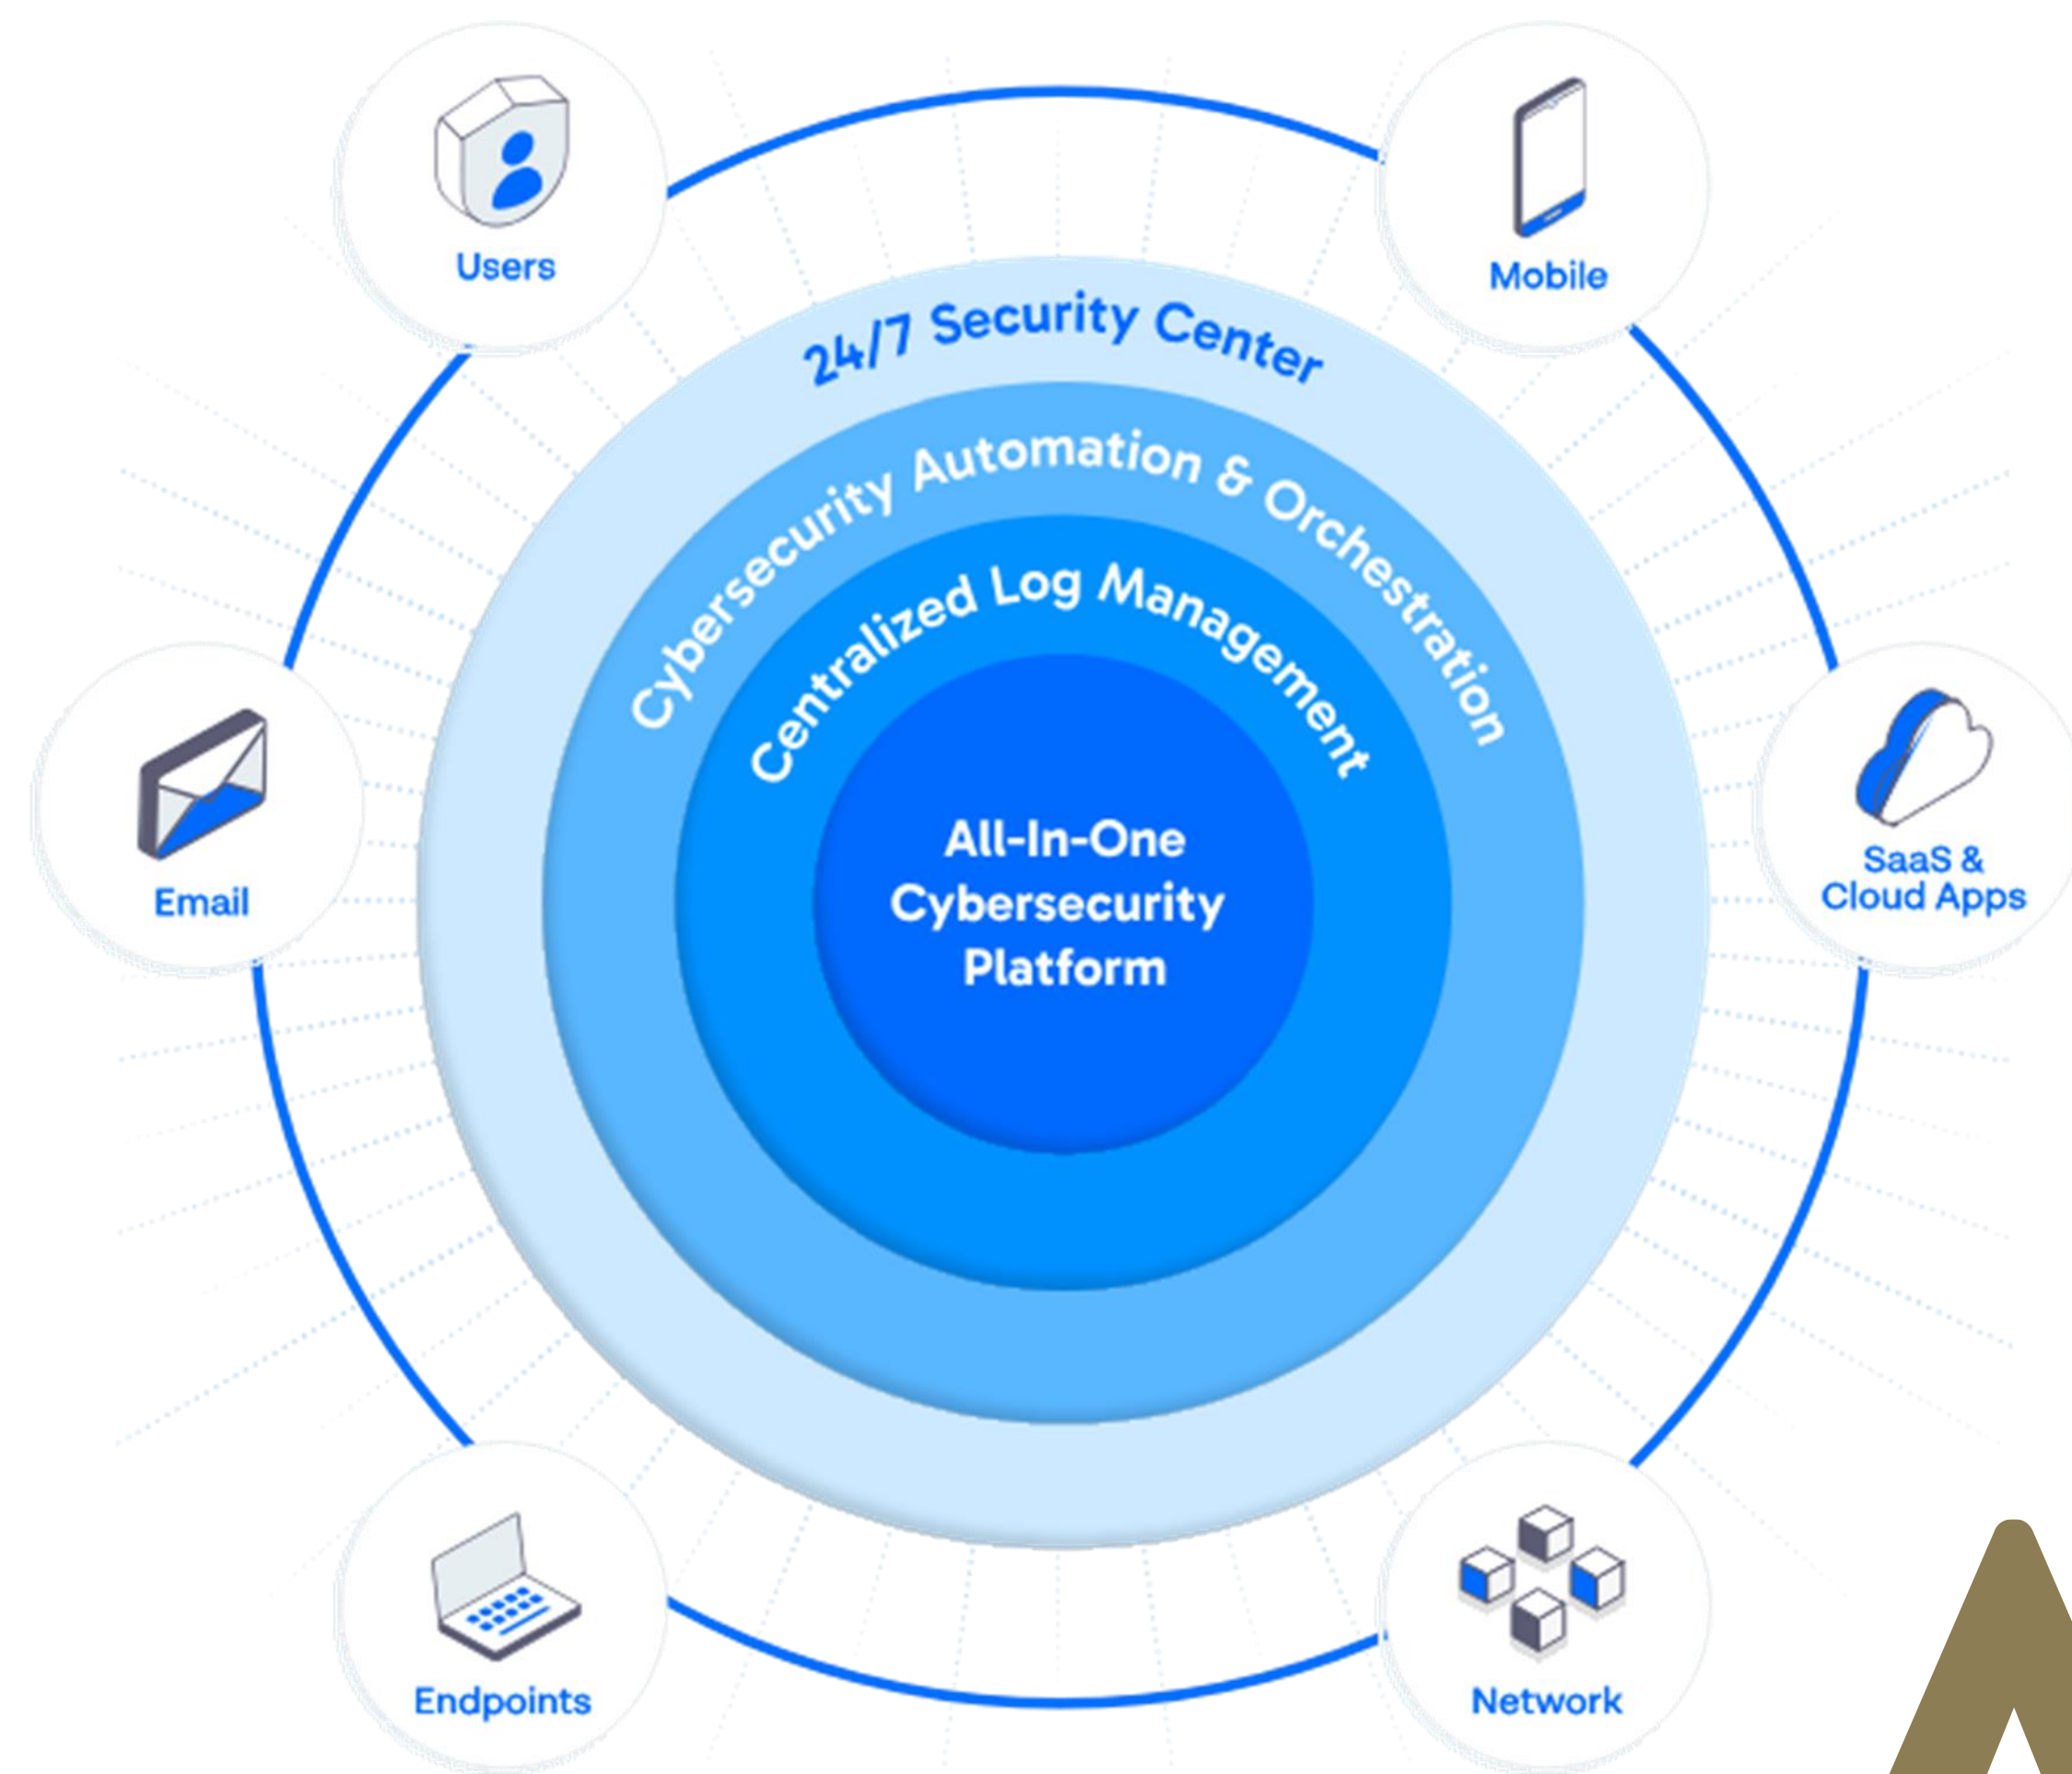 Users
Mobile
24/7 Security Center
Cybersecurity Automation & Orchestration
Centralized Log Management
All-In-One
Cybersecurity
Platform
Email
SaaS &
Cloud Apps
Endpoints
Network